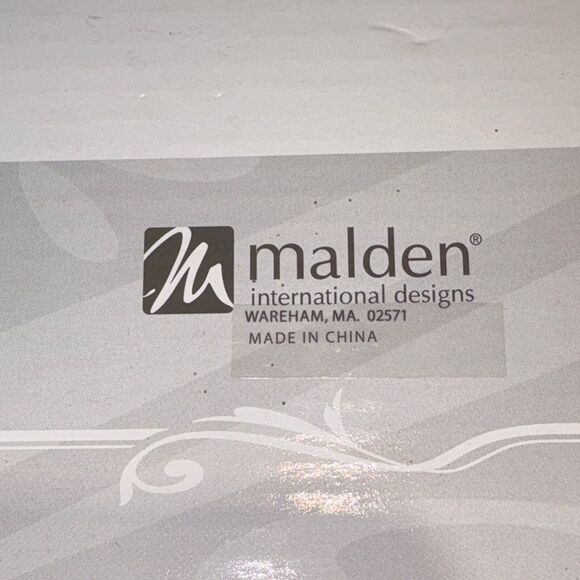 malden®
international designs
WAREHAM, MA. 02571
MADE IN CHINA